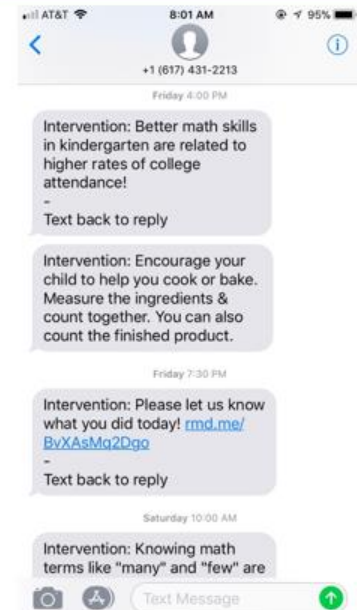 AT&T 8:01 AM 95%
+1 (617) 431-2213
Friday 4:00 PM
Intervention: Better math skills
in kindergarten are related to
higher rates of college
attendance!
-
Text back to reply
Intervention: Encourage your
child to help you cook or bake.
Measure the ingredients &
count together. You can also
count the finished product.
Friday 7:30 PM
Intervention: Please let us know
what you did today! rmd.me/
BvXAsMq2Dgo
-
Text back to reply
Saturday 10:00 AM
Intervention: Knowing math
terms like "many" and "few" are
Text Message